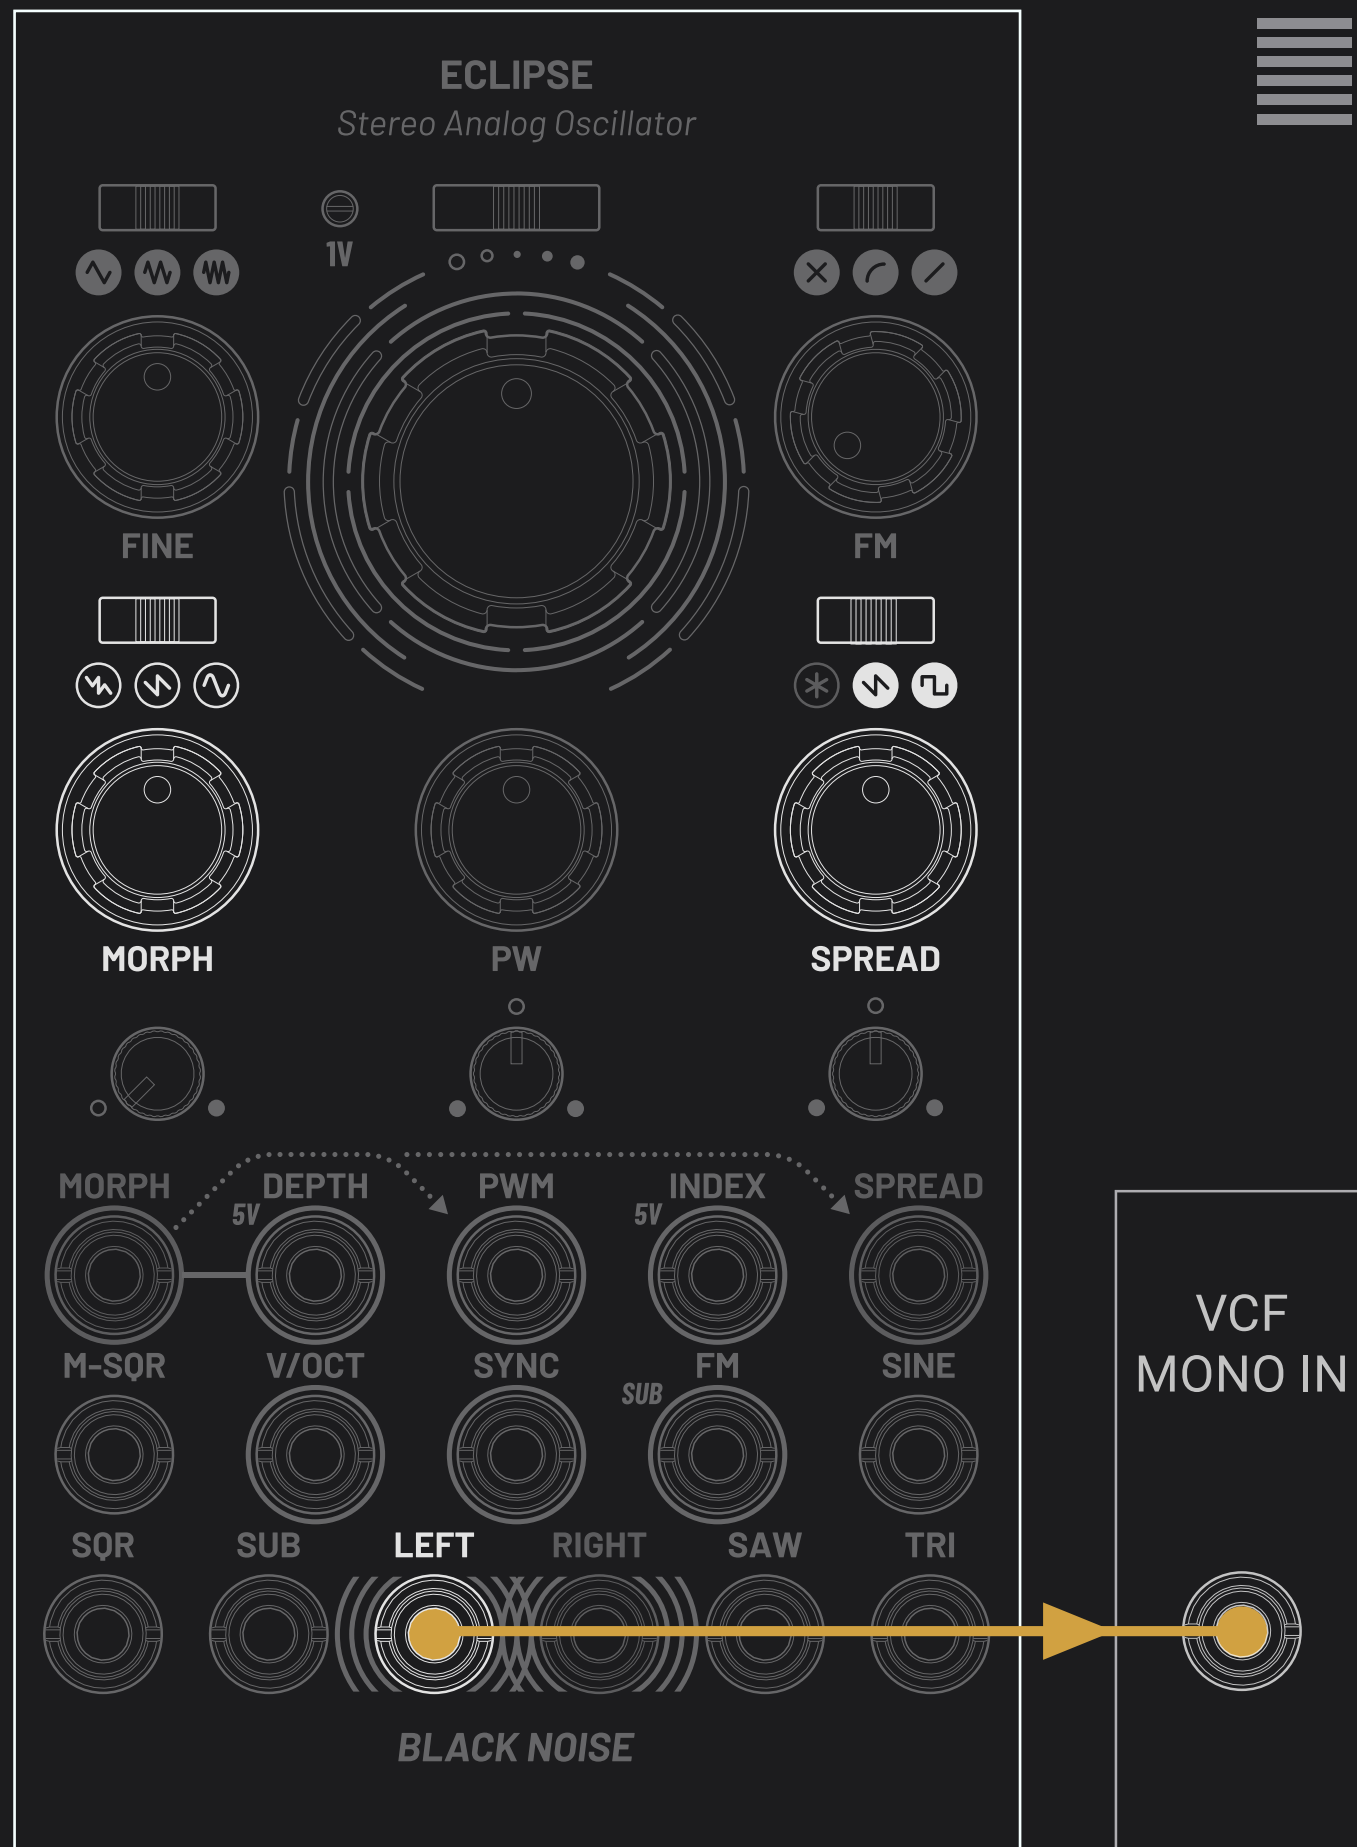 ECLIPSE
Stereo Analog Oscillator
1V
FINE
FM
MORPH
PW
SPREAD
MORPH
DEPTH
PWM
INDEX
SPREAD
5V
5V
M-SQR
V/OCT
SYNC
FM
SINE
SUB
SQR
SUB
LEFT
RIGHT
SAW
TRI
BLACK NOISE
VCF
MONO IN